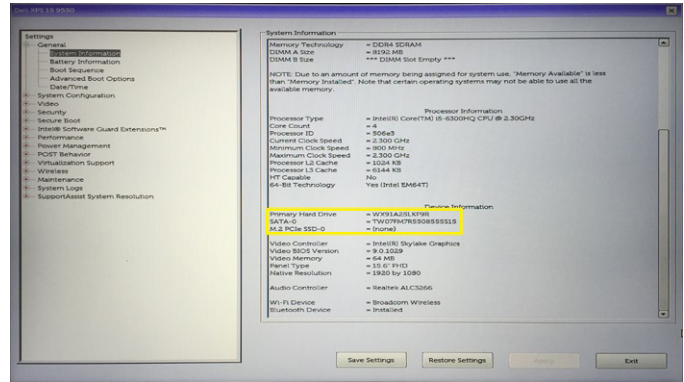 Dell XPS 15 9550
Settings
General
System Information
Battery Information
Boot Sequence
Advanced Boot Options
Date/Time
System Configuration
Video
Security
Secure Boot
Intel® Software Guard Extensions™
Performance
Power Management
POST Behavior
Virtualization Support
Wireless
Maintenance
System Logs
SupportAssist System Resolution
System Information
Memory Technology = DDR4 SDRAM
DIMM A Size = 8192 MB
DIMM B Size *** DIMM Slot Empty ***
NOTE: Due to an amount of memory being assigned for system use, "Memory Available" is less
than "Memory Installed". Note that certain operating systems may not be able to use all the
available memory.
Processor Information
Processor Type = Intel(R) Core(TM) i5-6300HQ CPU @ 2.30GHz
Core Count = 4
Processor ID = 506e3
Current Clock Speed = 2.300 GHz
Minimum Clock Speed = 800 MHz
Maximum Clock Speed = 2.300 GHz
Processor L2 Cache = 1024 KB
Processor L3 Cache = 6144 KB
HT Capable No
64-Bit Technology Yes (Intel EM64T)
Device Information
Primary Hard Drive = WX91A25LKF9R
SATA-0 = TW07FM7R5508555515
M.2 PCIe SSD-0 = (none)
Video Controller = Intel(R) Skylake Graphics
Video BIOS Version = 9.0.1029
Video Memory = 64 MB
Panel Type = 15.6" FHD
Native Resolution = 1920 by 1080
Audio Controller = Realtek ALC3266
Wi-Fi Device = Broadcom Wireless
Bluetooth Device = Installed
Save Settings
Restore Settings
Apply
Exit